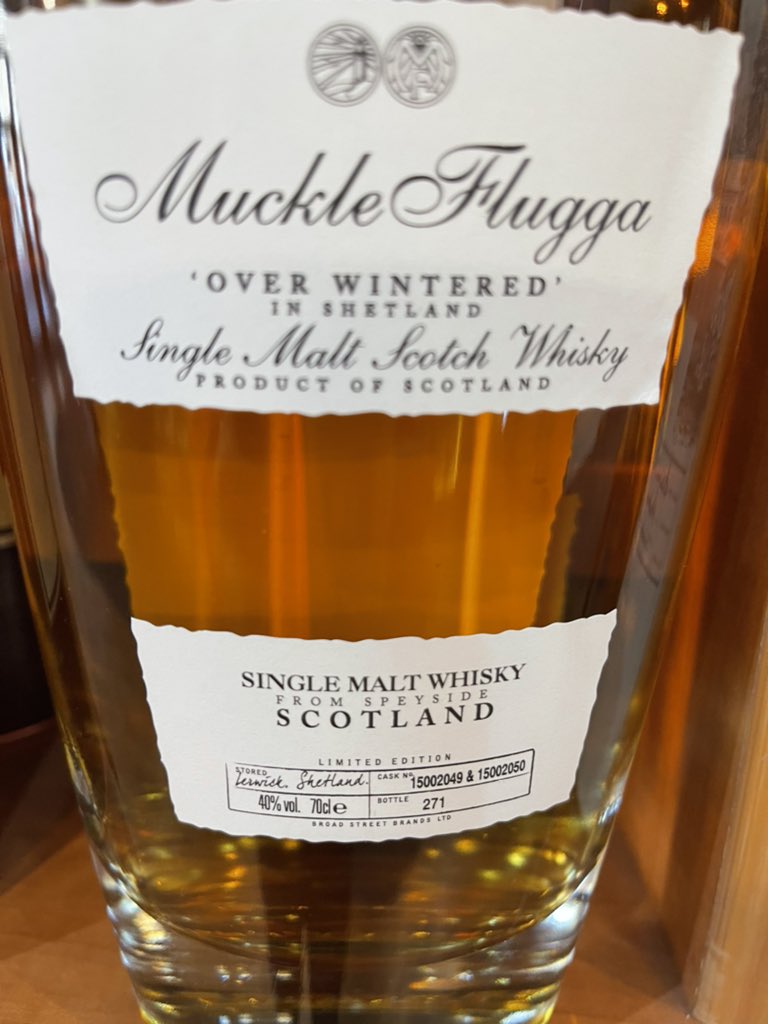 Muckle Flugga
'OVER WINTERED'
IN SHETLAND
Single Malt Scotch Whisky
PRODUCT OF SCOTLAND
SINGLE MALT WHISKY
FROM SPEYSIDE
SCOTLAND
LIMITED EDITION
STORED
Lerwick. Shetland.
CASK No. 15002049 & 15002050
40% vol. 70cl e
BOTTLE 271
BROAD STREET BRANDS LTD